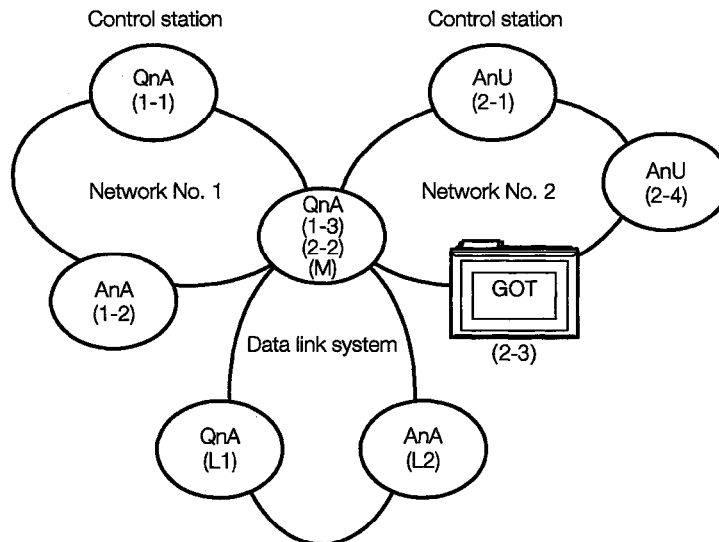 Control station
Control station
QnA
(1-1)
AnU
(2-1)
AnU
(2-4)
Network No. 1
Network No. 2
QnA
(1-3)
(2-2)
(M)
AnA
(1-2)
GOT
(2-3)
Data link system
QnA
(L1)
AnA
(L2)